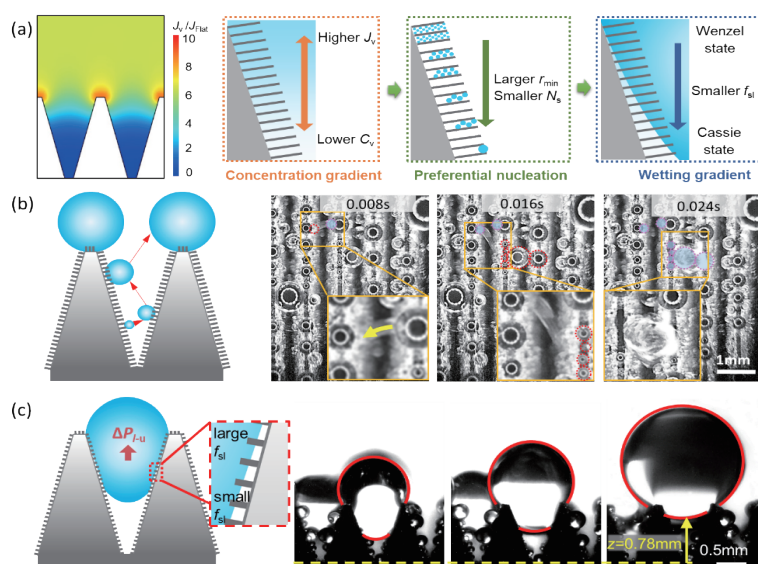 (a)
Jv/JFlat
10
8
6
4
2
0
Higher Jv
Lower Cv
Concentration gradient
Larger rmin
Smaller Ns
Preferential nucleation
Wenzel
state
Smaller fsl
Cassie
state
Wetting gradient
(b)
0.008s
0.016s
0.024s
1mm
(c)
ΔPl-u
large
fsl
small
fsl
z=0.78mm
0.5mm